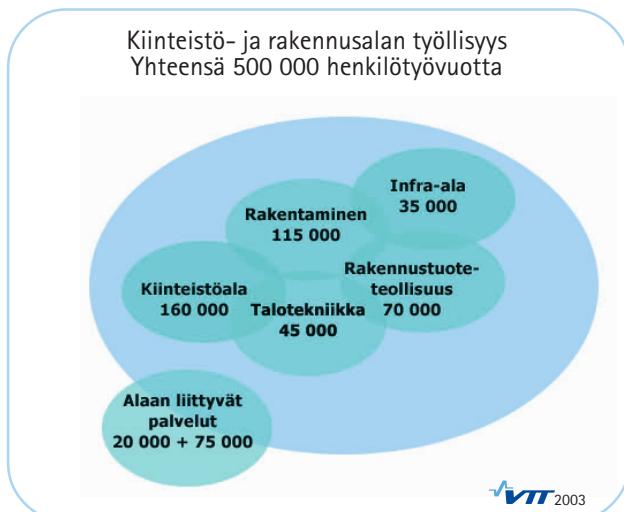 Kiinteistö- ja rakennusalan työllisyys
Yhteensä 500 000 henkilötyövuotta
Infra-ala
35 000
Rakentaminen
115 000
Rakennustuote-
teollisuus
70 000
Kiinteistöala
160 000
Talotekniikka
45 000
Alaan liittyvät
palvelut
20 000 + 75 000
VTT 2003